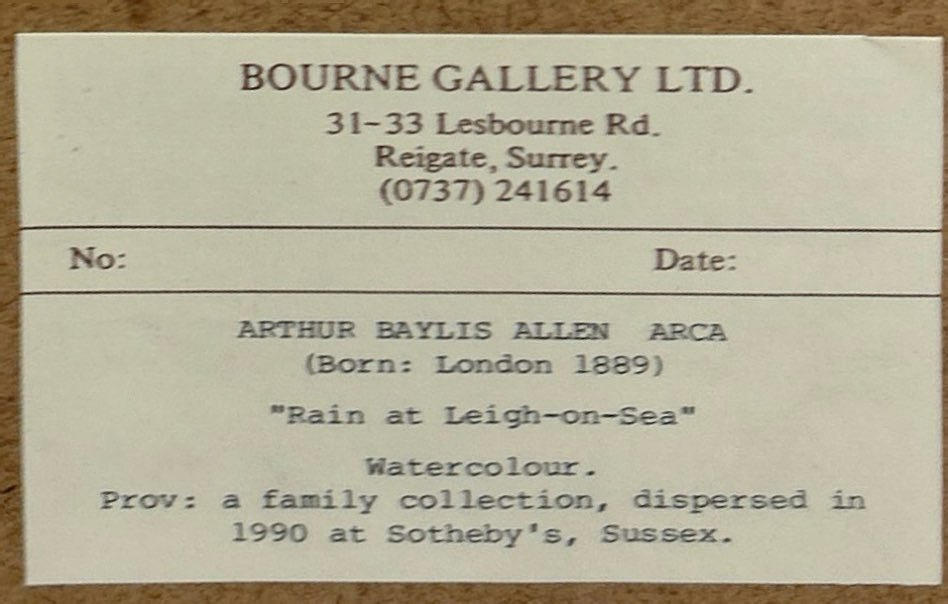 BOURNE GALLERY LTD.
31-33 Lesbourne Rd.
Reigate, Surrey.
(0737) 241614
No: Date:
ARTHUR BAYLIS ALLEN ARCA
(Born: London 1889)
"Rain at Leigh-on-Sea"
Watercolour.
Prov: a family collection, dispersed in
1990 at Sotheby's, Sussex.